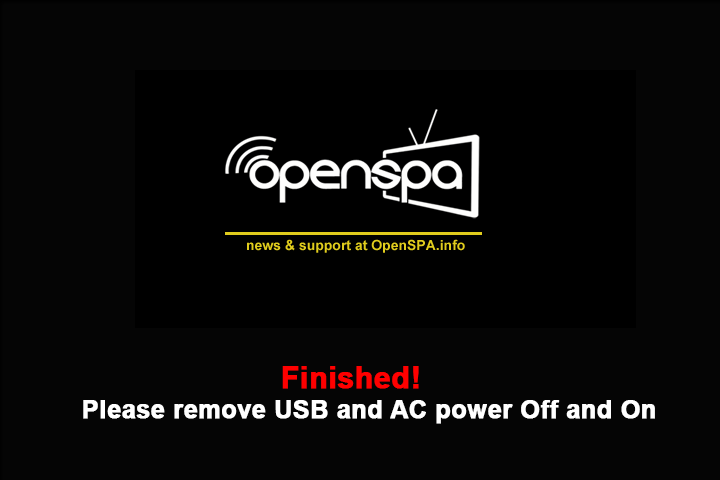 openspa
news & support at OpenSPA.info
Finished!
Please remove USB and AC power Off and On